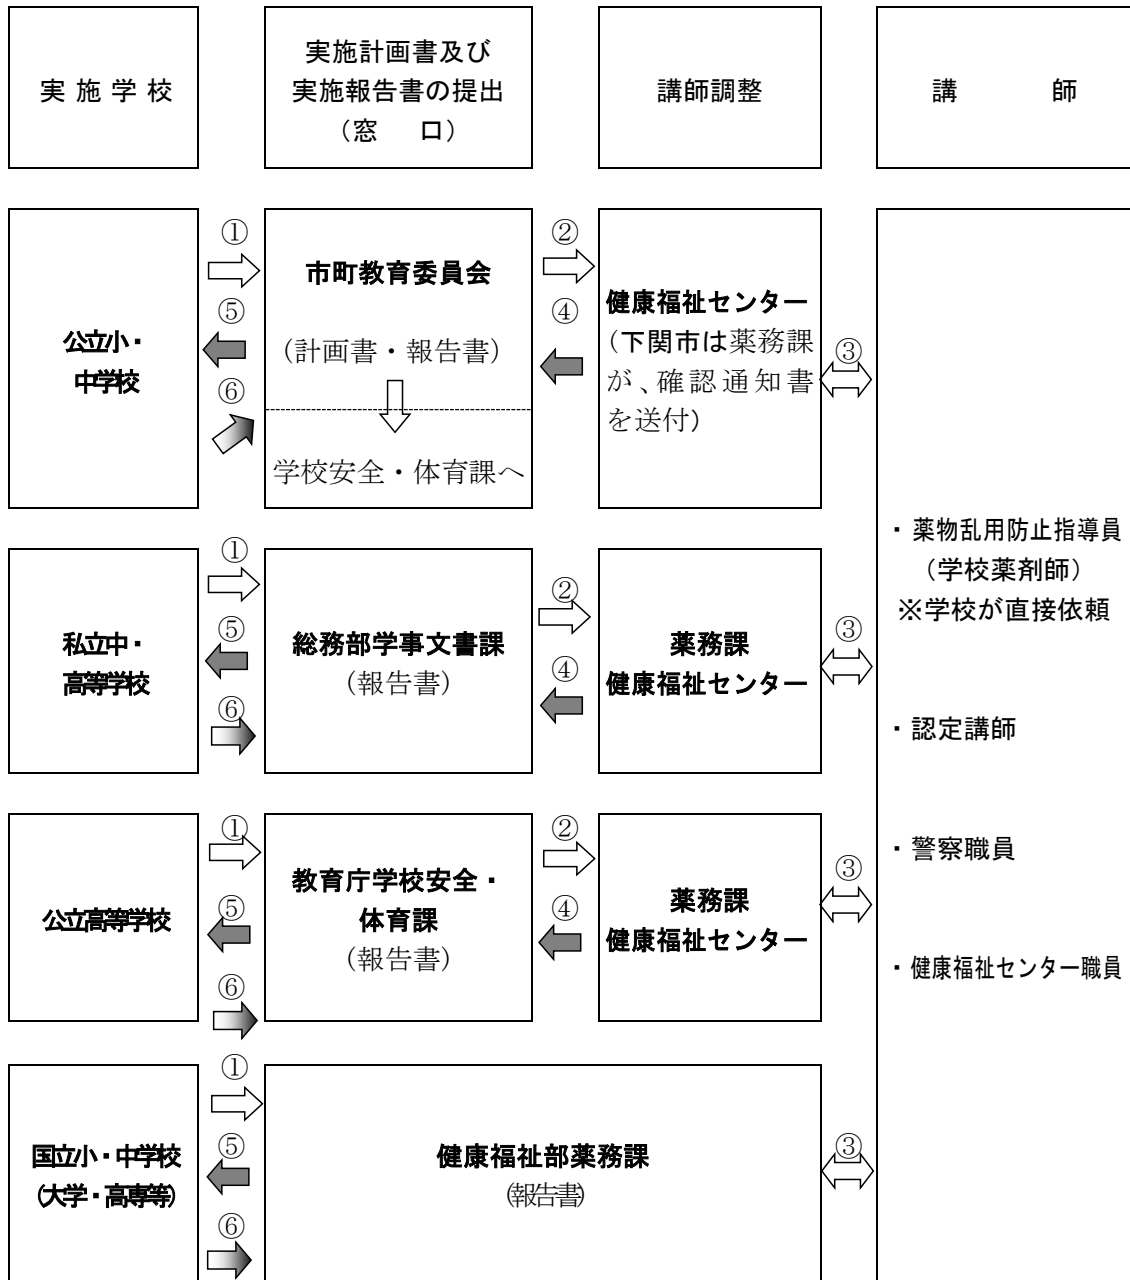 実施学校
実施計画書及び
実施報告書の提出
(窓　口)
講師調整
講　師
①
②
市町教育委員会
⑤
④
(計画書・報告書)
⑥
学校安全・体育課へ
公立小・
中学校
健康福祉センター
(下関市は薬務課
が、確認通知書
を送付)
③
①
②
私立中・
高等学校
⑤
⑥
総務部学事文書課
(報告書)
④
薬務課
健康福祉センター
③
①
②
公立高等学校
⑤
⑥
教育庁学校安全・
体育課
(報告書)
④
薬務課
健康福祉センター
③
①
国立小・中学校
(大学・高専等)
⑤
⑥
健康福祉部薬務課
(報告書)
③
・薬物乱用防止指導員
(学校薬剤師)
※学校が直接依頼
・認定講師
・警察職員
・健康福祉センター職員